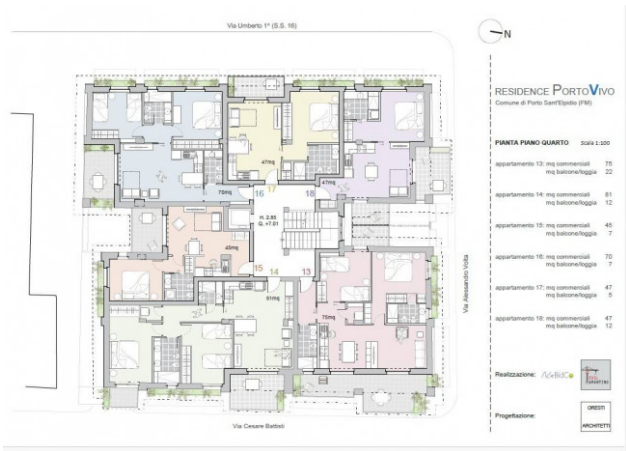 Via Umberto 1° (S.S. 16)
N
RESIDENCE PORTOVIVO
Comune di Porto Sant'Elpidio (FM)
PIANTA PIANO QUARTO Scala 1:100
appartamento 13: mq commerciali 75
mq balcone/loggia 22
appartamento 14: mq commerciali 81
mq balcone/loggia 12
appartamento 15: mq commerciali 45
mq balcone/loggia 7
appartamento 16: mq commerciali 70
mq balcone/loggia 7
appartamento 17: mq commerciali 47
mq balcone/loggia 5
appartamento 18: mq commerciali 47
mq balcone/loggia 12
47mq
17
70mq
16
18
47mq
H. 2.85
45mq
15
14
13
75mq
Via Alessandro Volta
Via Cesare Battisti
Realizzazione:
Progettazione:
ORESTI
ARCHITETTI